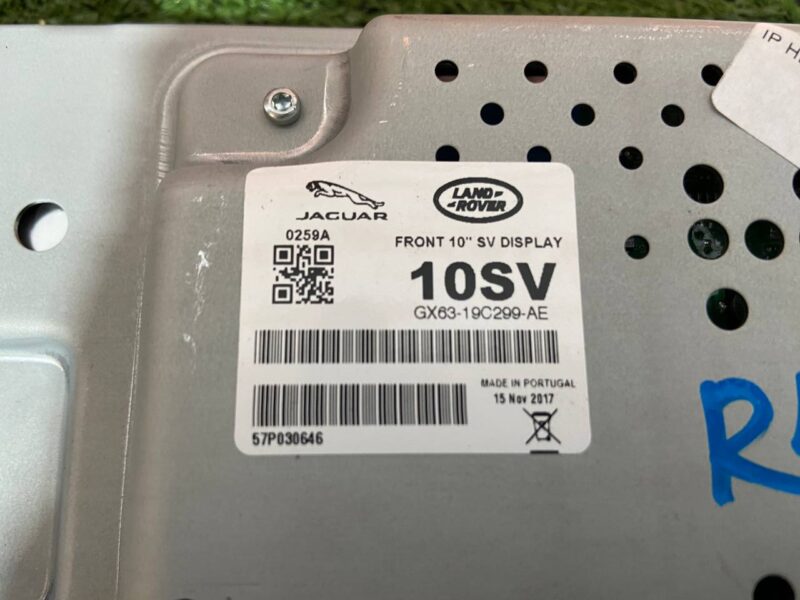 IP H
JAGUAR
LAND-
-ROVER
0259A
FRONT 10" SV DISPLAY
10SV
GX63-19C299-AE
MADE IN PORTUGAL
15 Nov 2017
57P030646